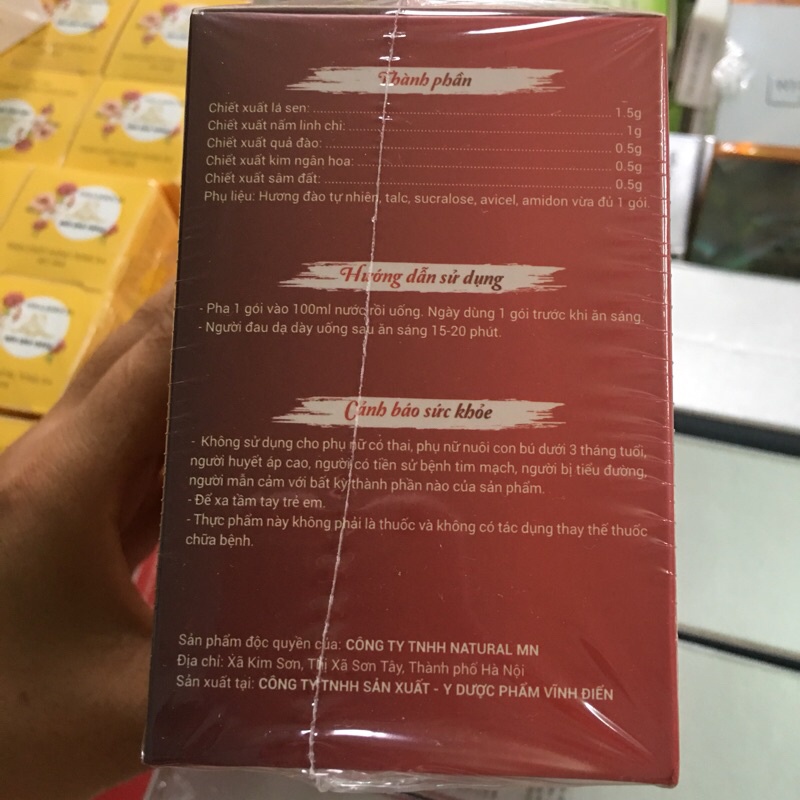 Thành phần
Chiết xuất lá sen: 1.5g
Chiết xuất nấm linh chi: 1g
Chiết xuất quả đào: 0.5g
Chiết xuất kim ngân hoa: 0.5g
Chiết xuất sâm đất: 0.5g
Phụ liệu: Hương đào tự nhiên, talc, sucralose, avicel, amidon vừa đủ 1 gói.
Hướng dẫn sử dụng
- Pha 1 gói vào 100ml nước rồi uống. Ngày dùng 1 gói trước khi ăn sáng.
- Người đau dạ dày uống sau ăn sáng 15-20 phút.
Cảnh báo sức khỏe
- Không sử dụng cho phụ nữ có thai, phụ nữ nuôi con bú dưới 3 tháng tuổi,
người huyết áp cao, người có tiền sử bệnh tim mạch, người bị tiểu đường,
người mẫn cảm với bất kỳ thành phần nào của sản phẩm.
- Để xa tầm tay trẻ em.
- Thực phẩm này không phải là thuốc và không có tác dụng thay thế thuốc
chữa bệnh.
Sản phẩm độc quyền của: CÔNG TY TNHH NATURAL MN
Địa chỉ: Xã Kim Sơn, Thị Xã Sơn Tây, Thành phố Hà Nội
Sản xuất tại: CÔNG TY TNHH SẢN XUẤT - Y DƯỢC PHẨM VĨNH ĐIỂN